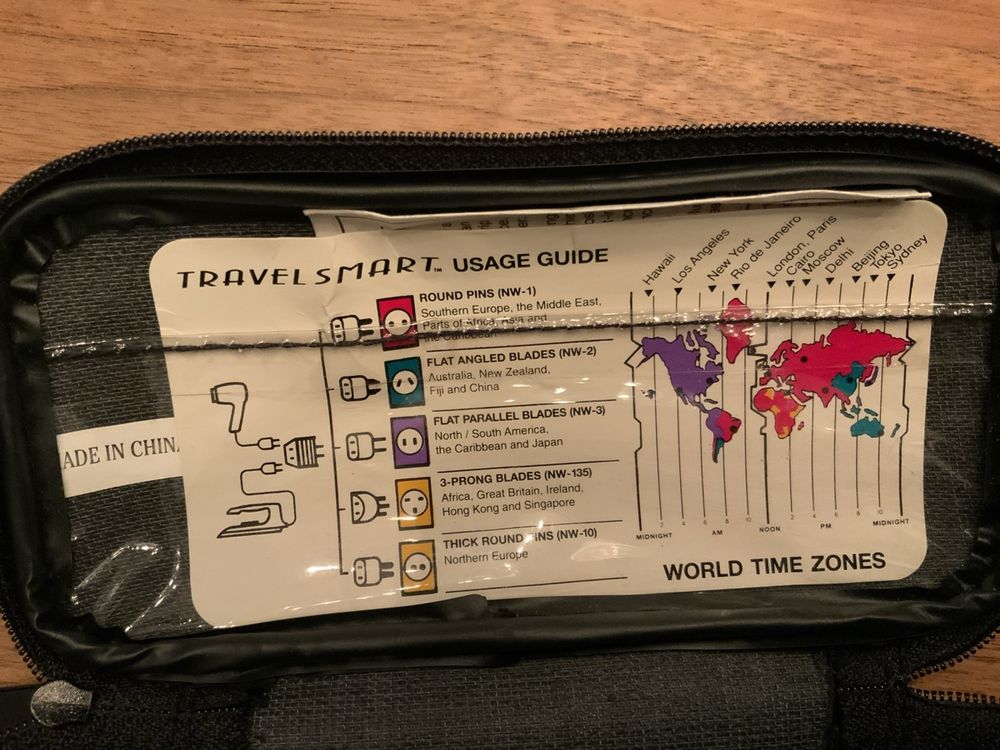 TRAVELSMART™ USAGE GUIDE
ROUND PINS (NW-1)
Southern Europe, the Middle East,
Parts of Africa, Asia and
the Caribbean
FLAT ANGLED BLADES (NW-2)
Australia, New Zealand,
Fiji and China
FLAT PARALLEL BLADES (NW-3)
North / South America,
the Caribbean and Japan
3-PRONG BLADES (NW-135)
Africa, Great Britain, Ireland,
Hong Kong and Singapore
THICK ROUND PINS (NW-10)
Northern Europe
ADE IN CHINA
Hawaii
Los Angeles
New York
Rio de Janeiro
London, Paris
Cairo
Moscow
Delhi
Beijing
Tokyo
Sydney
2 4 6 8 10 2 4 6 8 10
MIDNIGHT AM NOON PM MIDNIGHT
WORLD TIME ZONES